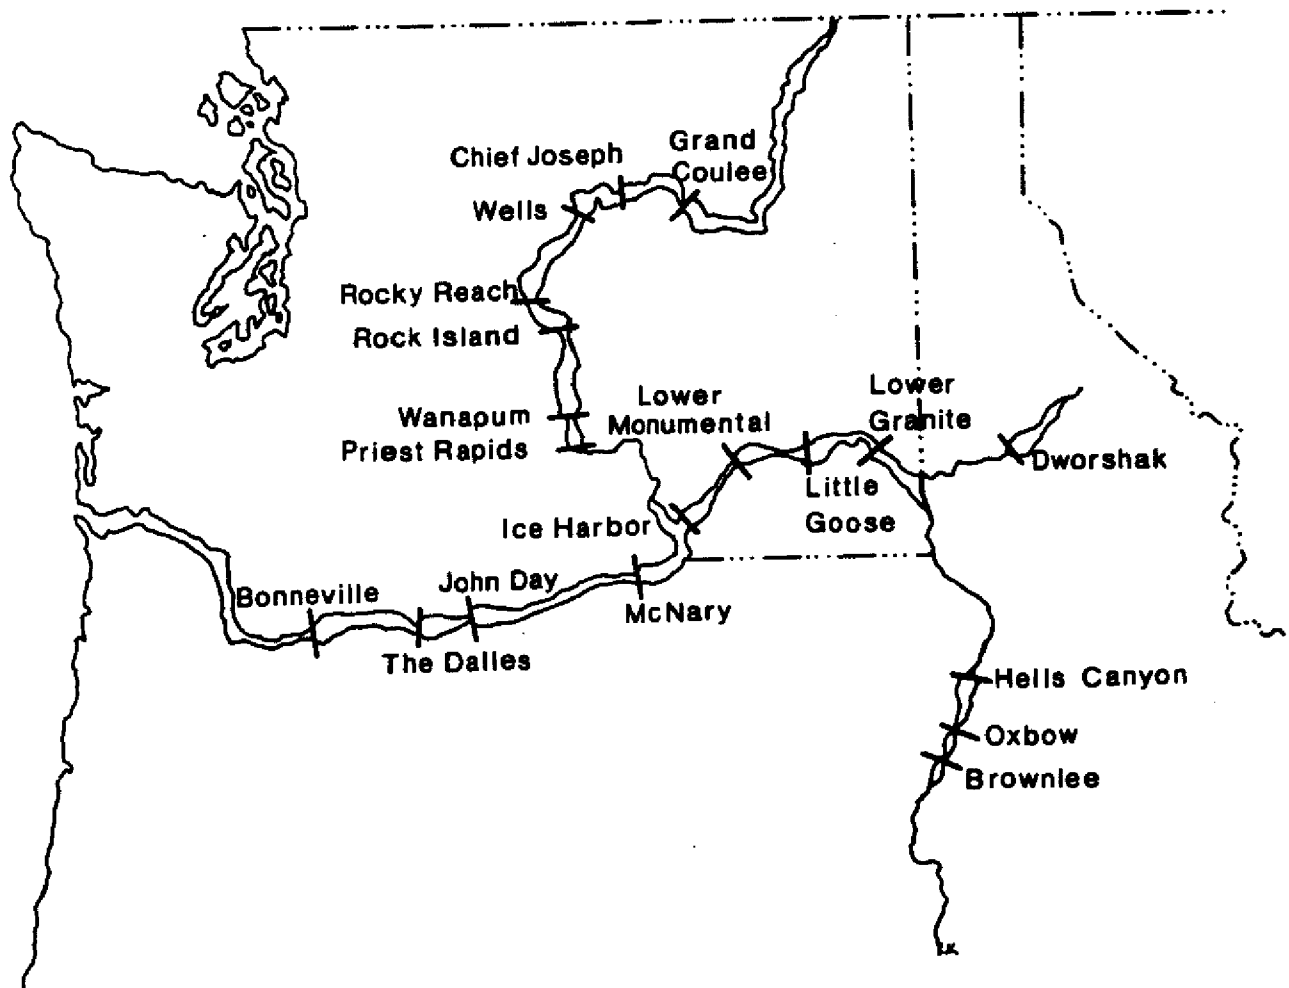 Grand
Coulee
Chief Joseph
Wells
Rocky Reach
Rock Island
Wanapum
Priest Rapids
Lower
Monumental
Lower
Granite
Dworshak
Little
Goose
Ice Harbor
John Day
McNary
Bonneville
The Dalles
Hells Canyon
Oxbow
Brownlee